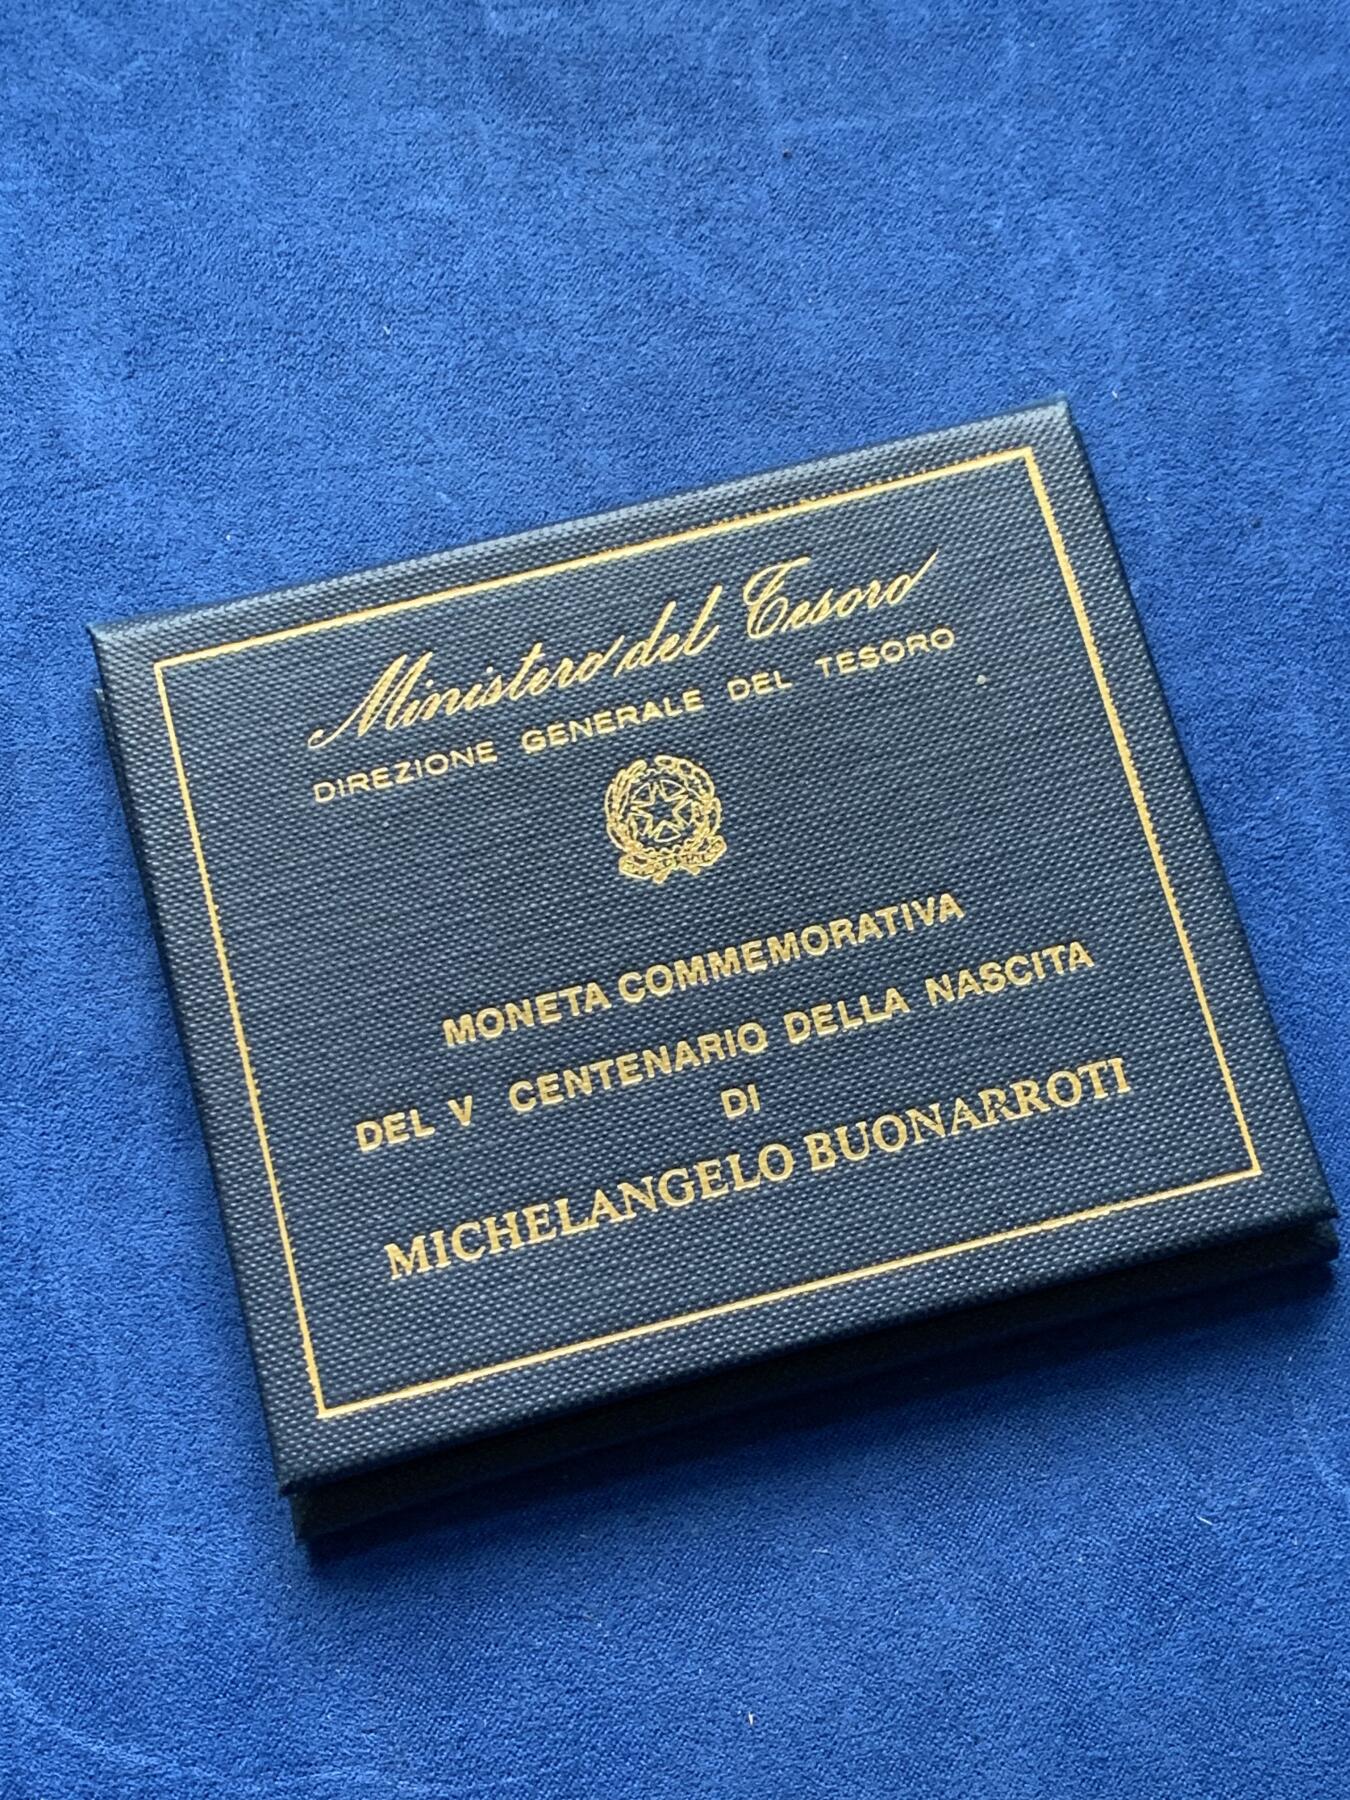 Ministero del Tesoro
DIREZIONE GENERALE DEL TESORO
MONETA COMMEMORATIVA
DEL V CENTENARIO DELLA NASCITA
DI
MICHELANGELO BUONARROTI